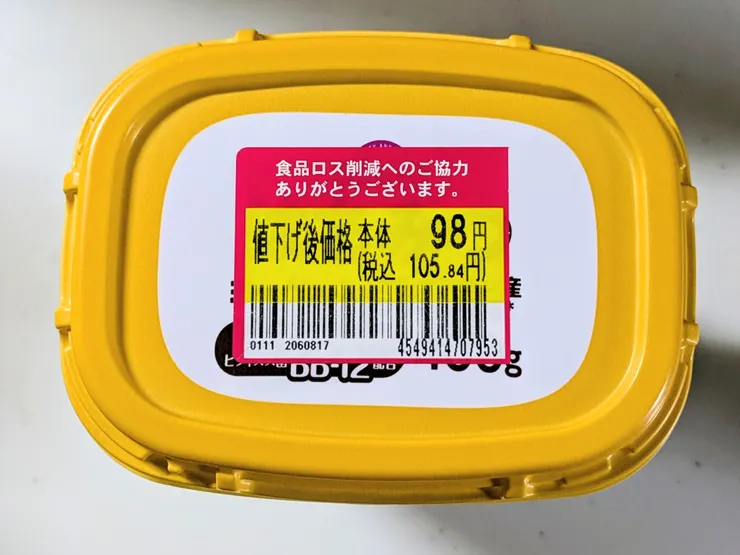 食品ロス削減へのご協力
ありがとうございます。
値下げ後価格 本体 98円
(税込 105.84円)
0111 2060817
4549414707953
BB-12